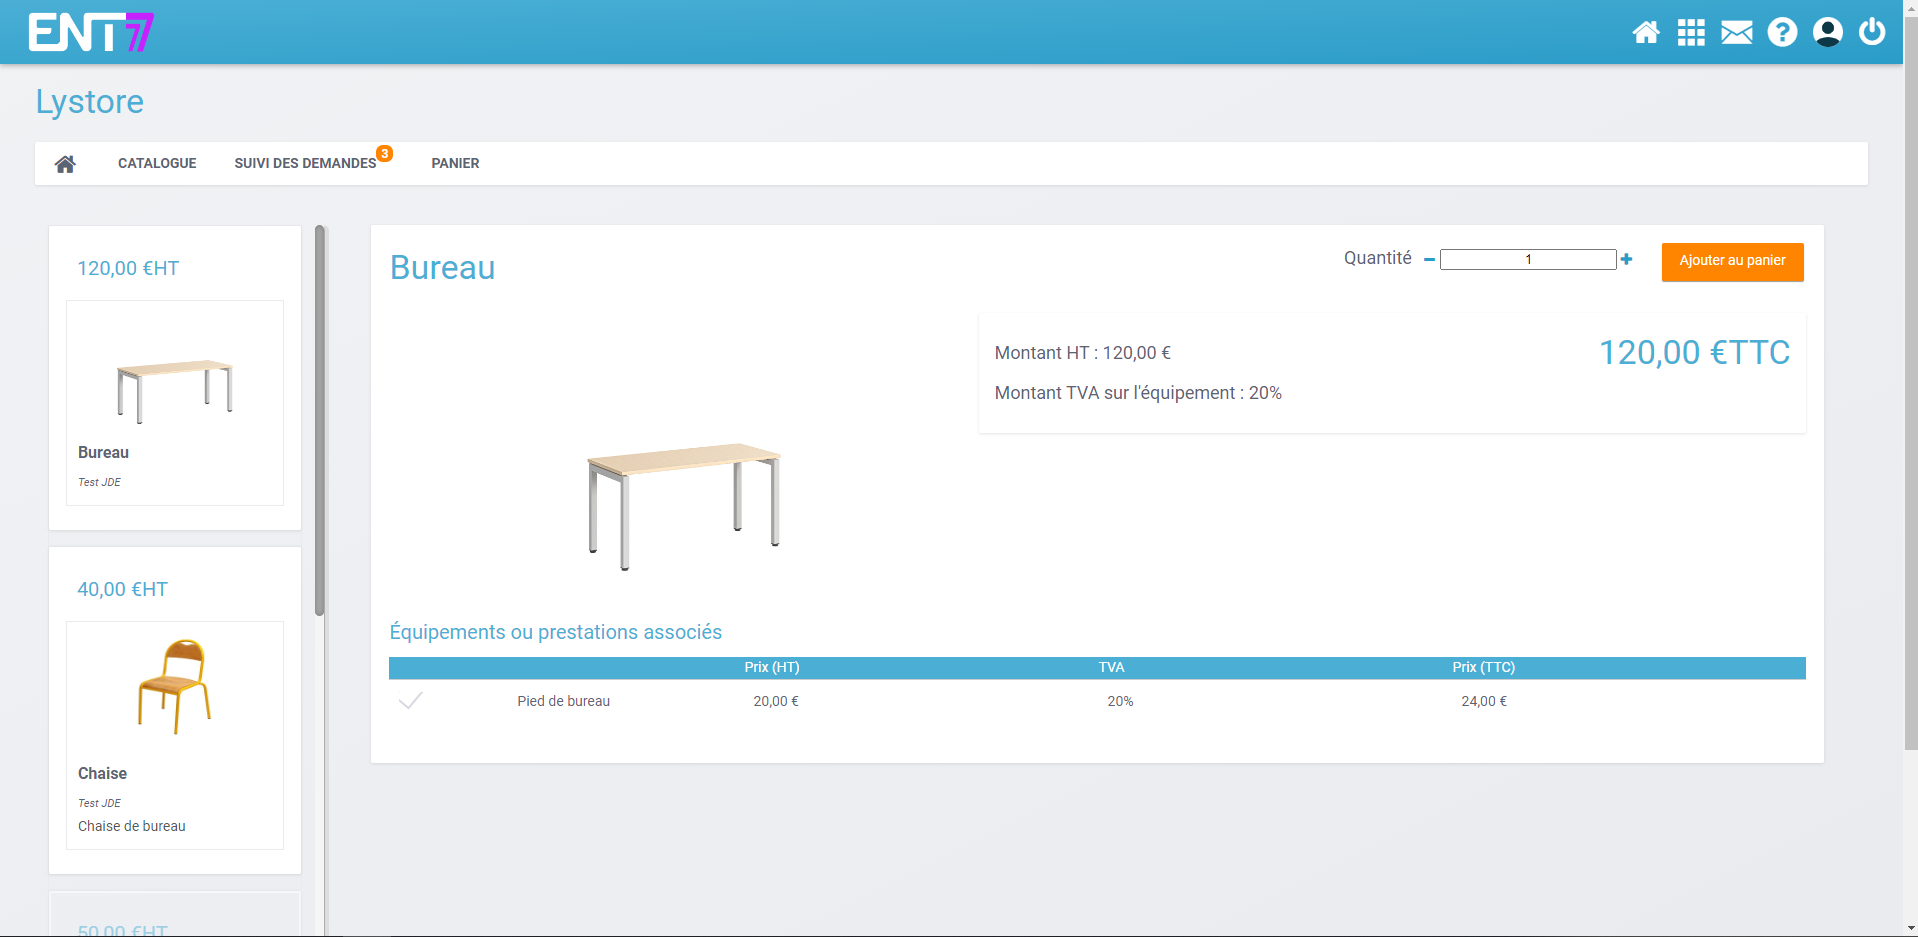 ENT77
Lystore
CATALOGUE SUIVI DES DEMANDES 3 PANIER
120,00 €HT
Bureau
Test JDE
40,00 €HT
Chaise
Test JDE
Chaise de bureau
50,00 €HT
Bureau
Quantité 1 Ajouter au panier
Montant HT : 120,00 € 120,00 €TTC
Montant TVA sur l'équipement : 20%
Équipements ou prestations associés
Prix (HT) TVA Prix (TTC)
Pied de bureau 20,00 € 20% 24,00 €